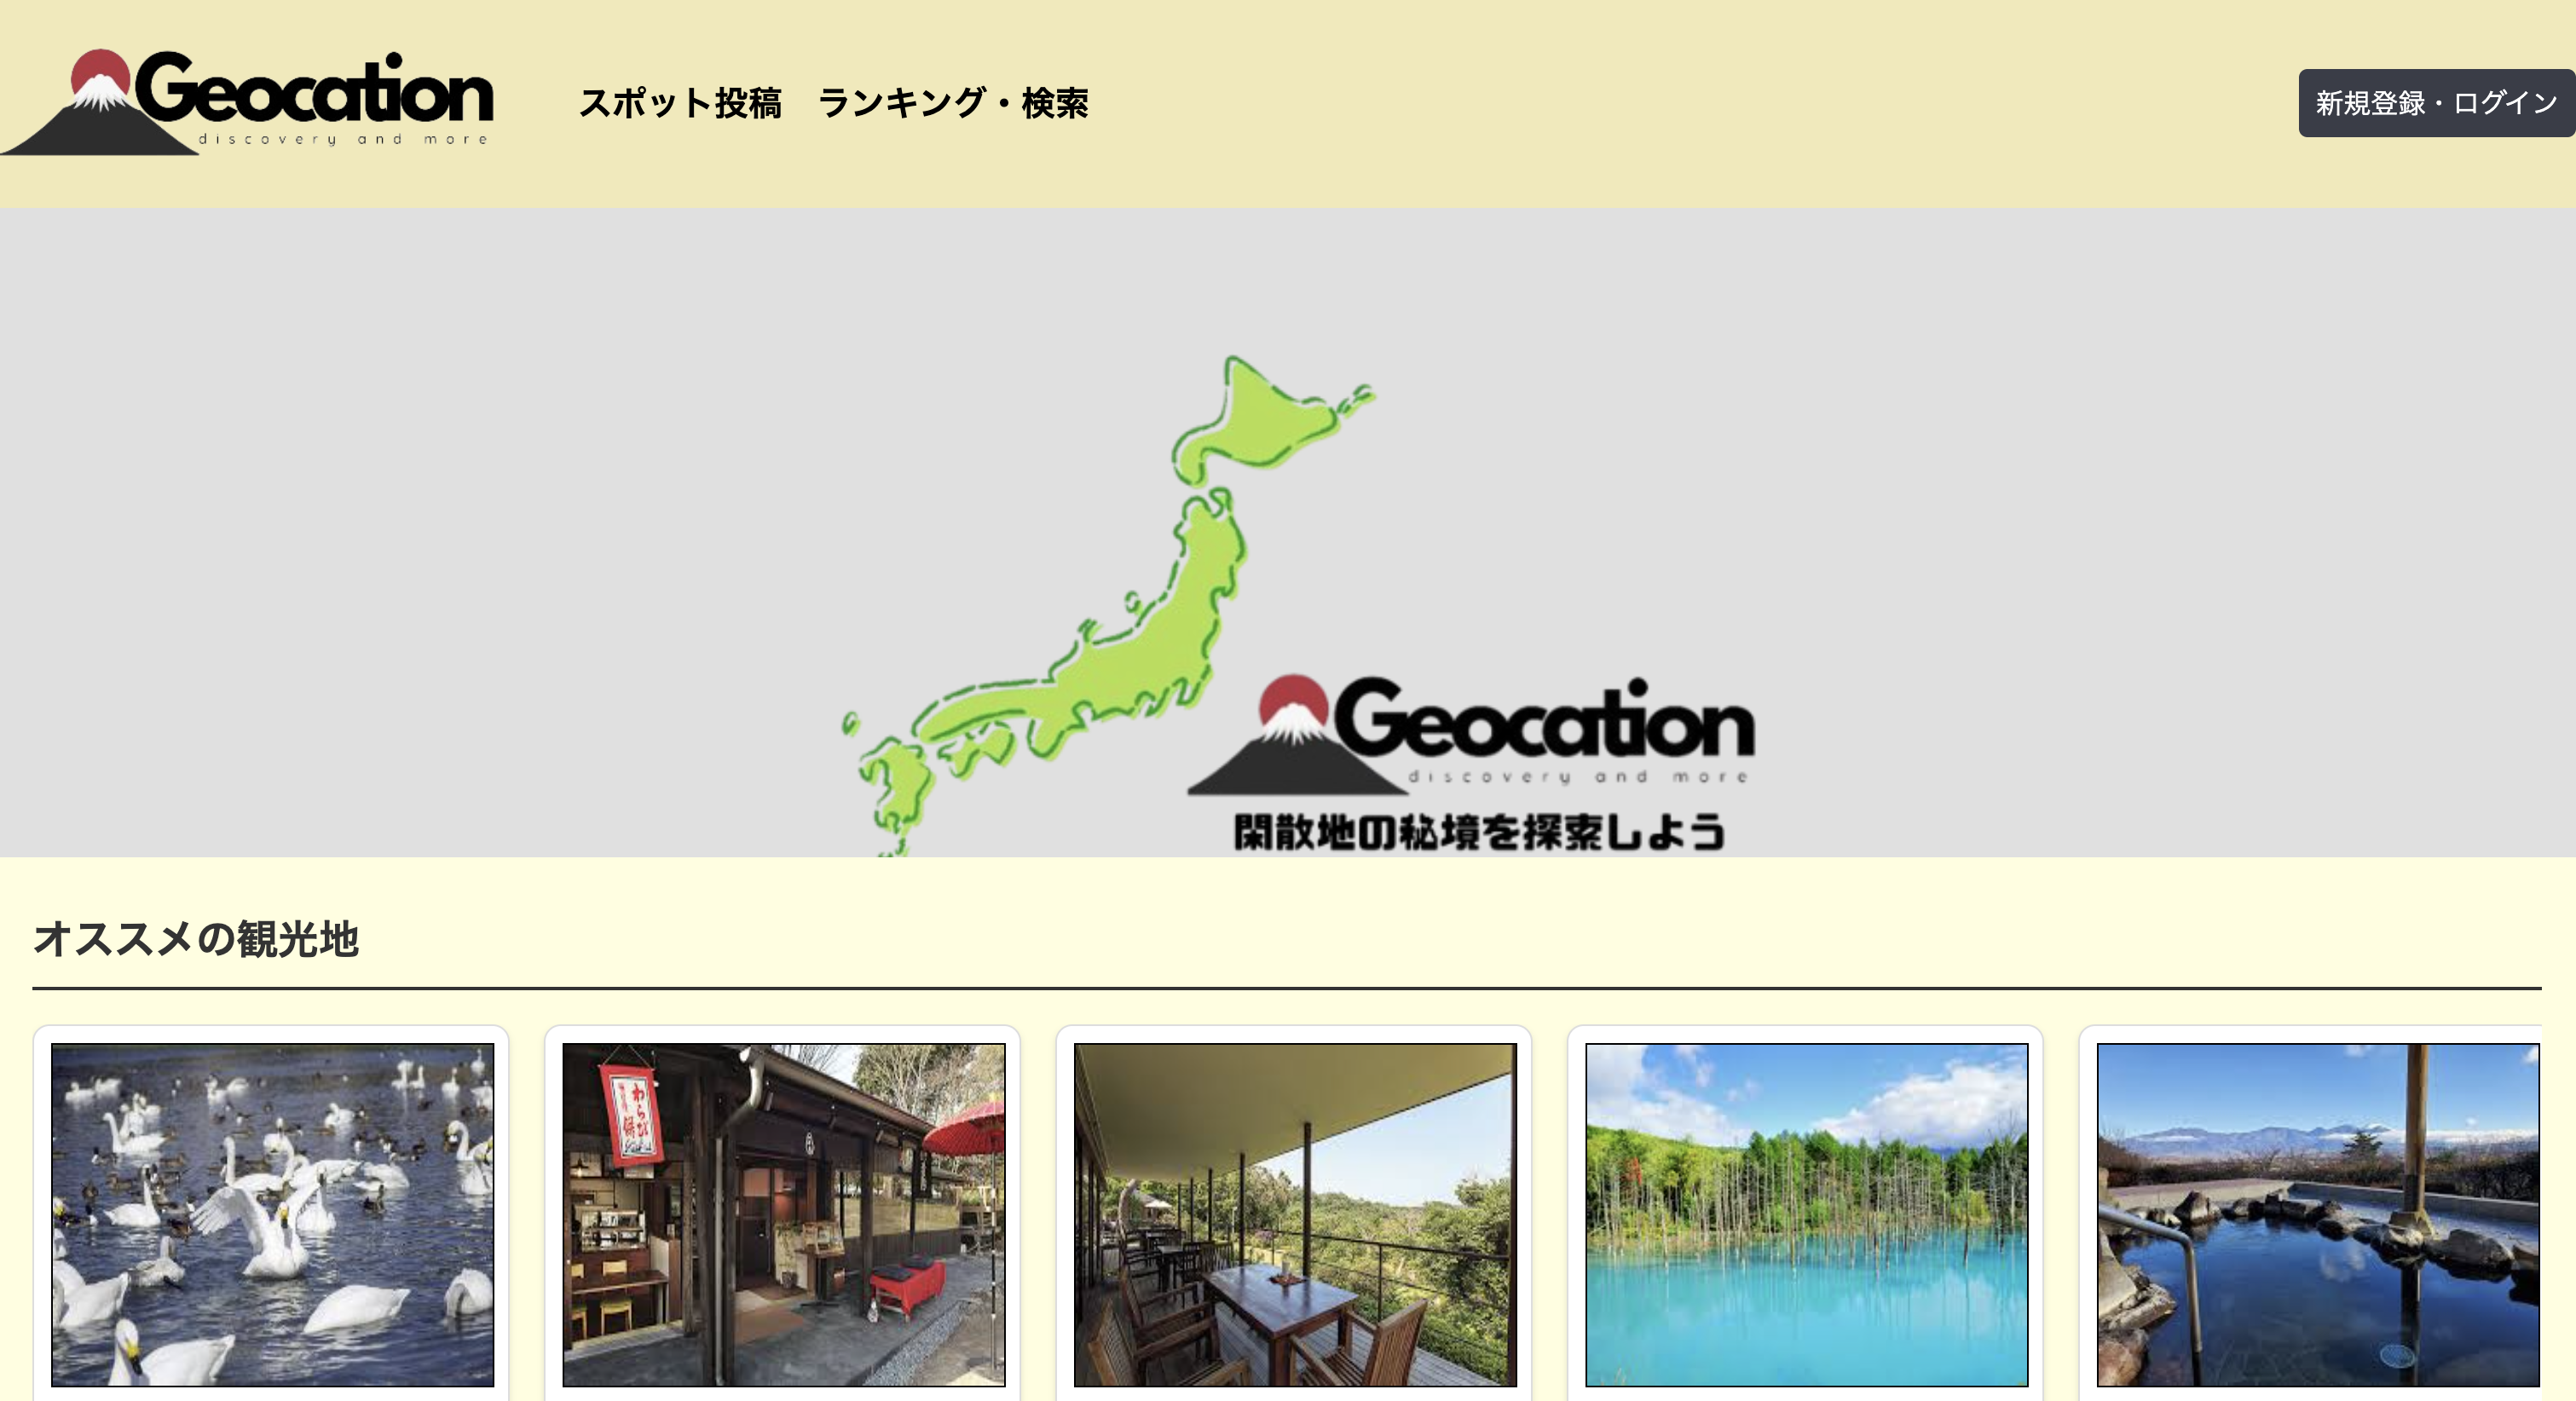 Geocation
discovery and more
スポット投稿 ランキング・検索
新規登録・ログイン
Geocation
discovery and more
閑散地の秘境を探索しよう
オススメの観光地
わらび
餅